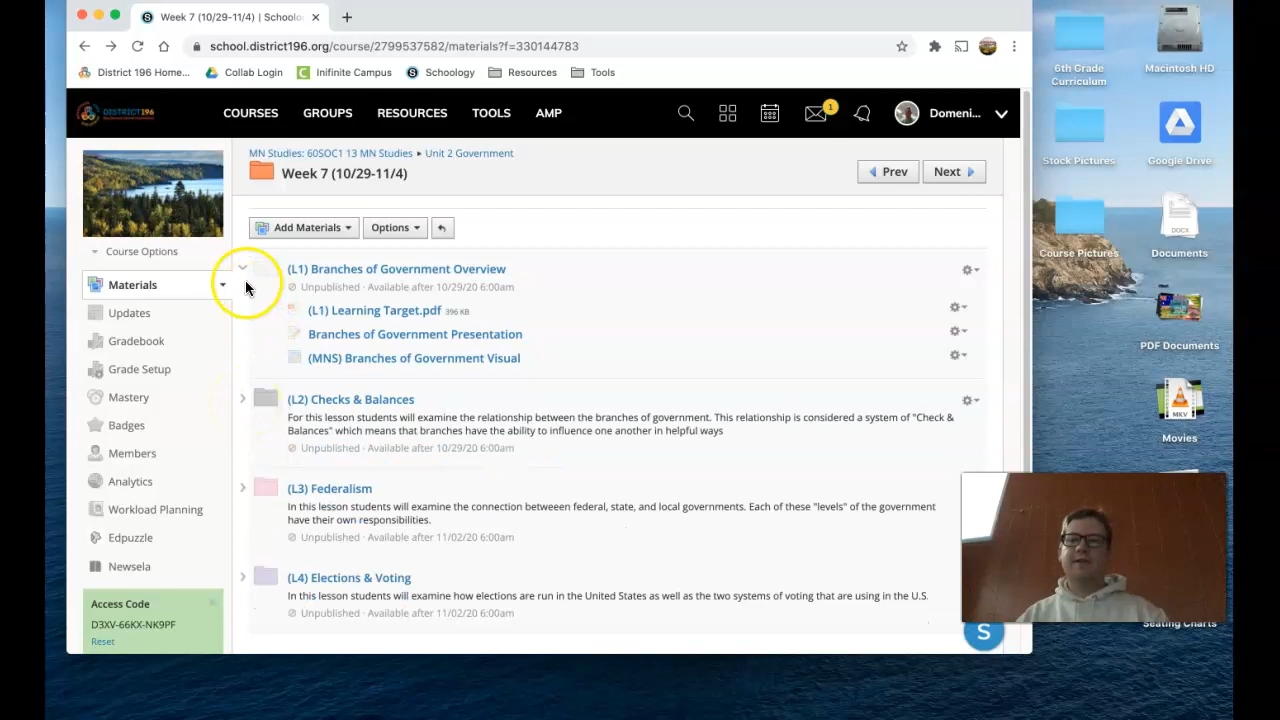 Week 7 (10/29-11/4) | Schoolo
school.district196.org/course/2799537582/materials?f=330144783
District 196 Home...
Collab Login
Infinite Campus
Schoology
Resources
Tools
DISTRICT196
COURSES
GROUPS
RESOURCES
TOOLS
AMP
1
Domeni...
MN Studies: 60SOC1 13 MN Studies ▸ Unit 2 Government
Week 7 (10/29-11/4)
Prev
Next
Add Materials
Options
Course Options
Materials
Updates
Gradebook
Grade Setup
Mastery
Badges
Members
Analytics
Workload Planning
Edpuzzle
Newsela
Access Code
D3XV-66KX-NK9PF
Reset
(L1) Branches of Government Overview
Unpublished · Available after 10/29/20 6:00am
(L1) Learning Target.pdf 396 KB
Branches of Government Presentation
(MNS) Branches of Government Visual
(L2) Checks & Balances
For this lesson students will examine the relationship between the branches of government. This relationship is considered a system of "Check &
Balances" which means that branches have the ability to influence one another in helpful ways
Unpublished · Available after 10/29/20 6:00am
(L3) Federalism
In this lesson students will examine the connection betweeen federal, state, and local governments. Each of these "levels" of the government
have their own responsibilities.
Unpublished · Available after 11/02/20 6:00am
(L4) Elections & Voting
In this lesson students will examine how elections are run in the United States as well as the two systems of voting that are using in the U.S.
Unpublished · Available after 11/02/20 6:00am
S
6th Grade
Curriculum
Macintosh HD
Stock Pictures
Google Drive
Course Pictures
DOCX
Documents
PDF Documents
MKV
Movies
Seating Charts